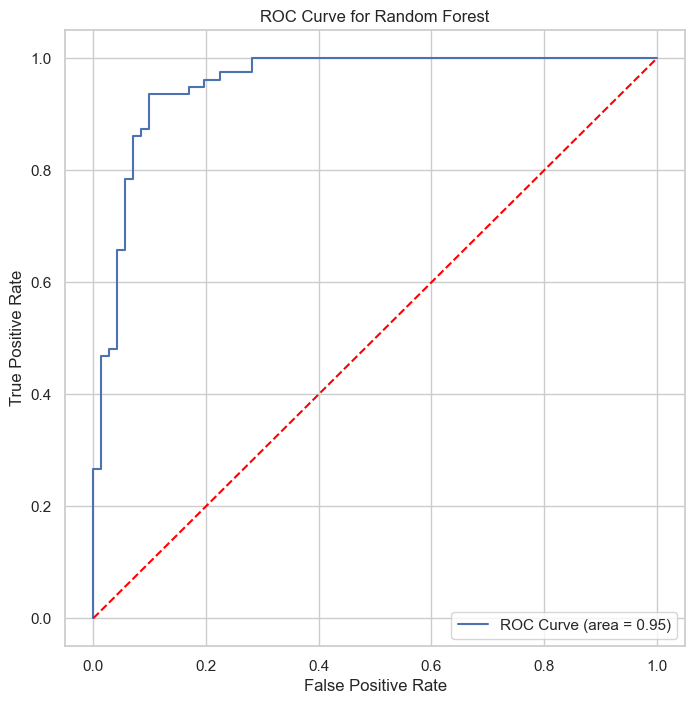 ROC Curve for Random Forest
True Positive Rate
1.0
0.8
0.6
0.4
0.2
0.0
ROC Curve (area = 0.95)
0.0 0.2 0.4 0.6 0.8 1.0
False Positive Rate